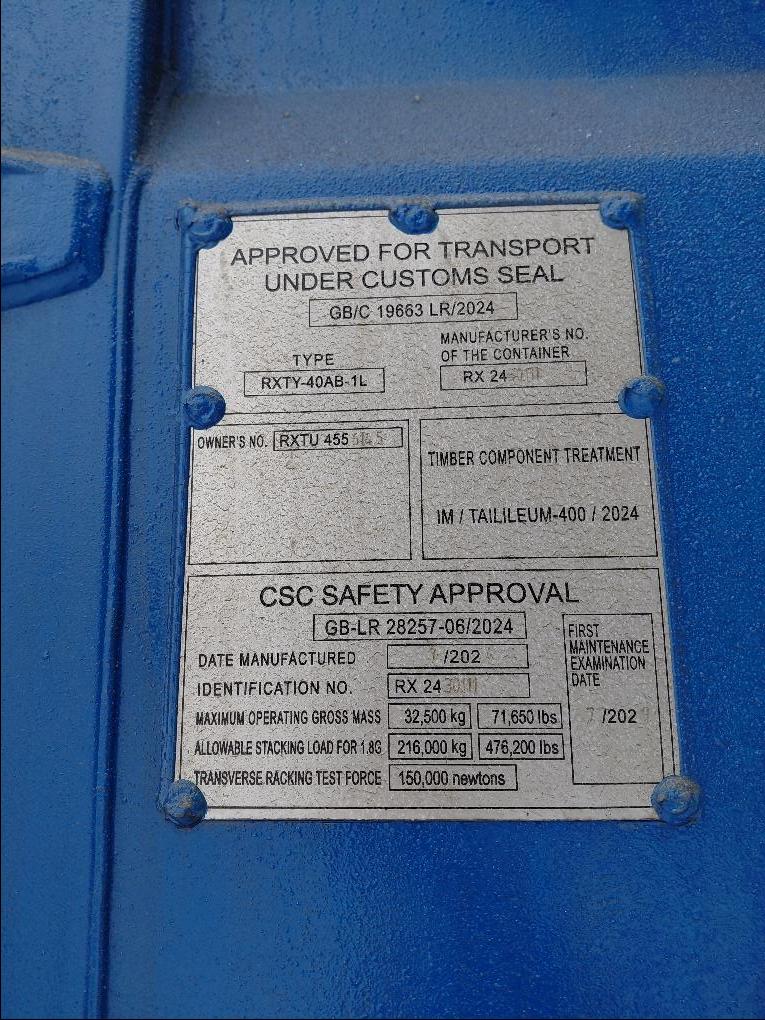 APPROVED FOR TRANSPORT
UNDER CUSTOMS SEAL
GB/C 19663 LR/2024
TYPE
RXTY-40AB-1L
MANUFACTURER'S NO.
OF THE CONTAINER
RX 24
OWNER'S NO. RXTU 455
TIMBER COMPONENT TREATMENT
IM / TAILILEUM-400 / 2024
CSC SAFETY APPROVAL
GB-LR 28257-06/2024
DATE MANUFACTURED 7 /202
IDENTIFICATION NO. RX 24
MAXIMUM OPERATING GROSS MASS 32,500 kg 71,650 lbs
ALLOWABLE STACKING LOAD FOR 1.8G 216,000 kg 476,200 lbs
TRANSVERSE RACKING TEST FORCE 150,000 newtons
FIRST
MAINTENANCE
EXAMINATION
DATE
7 /202